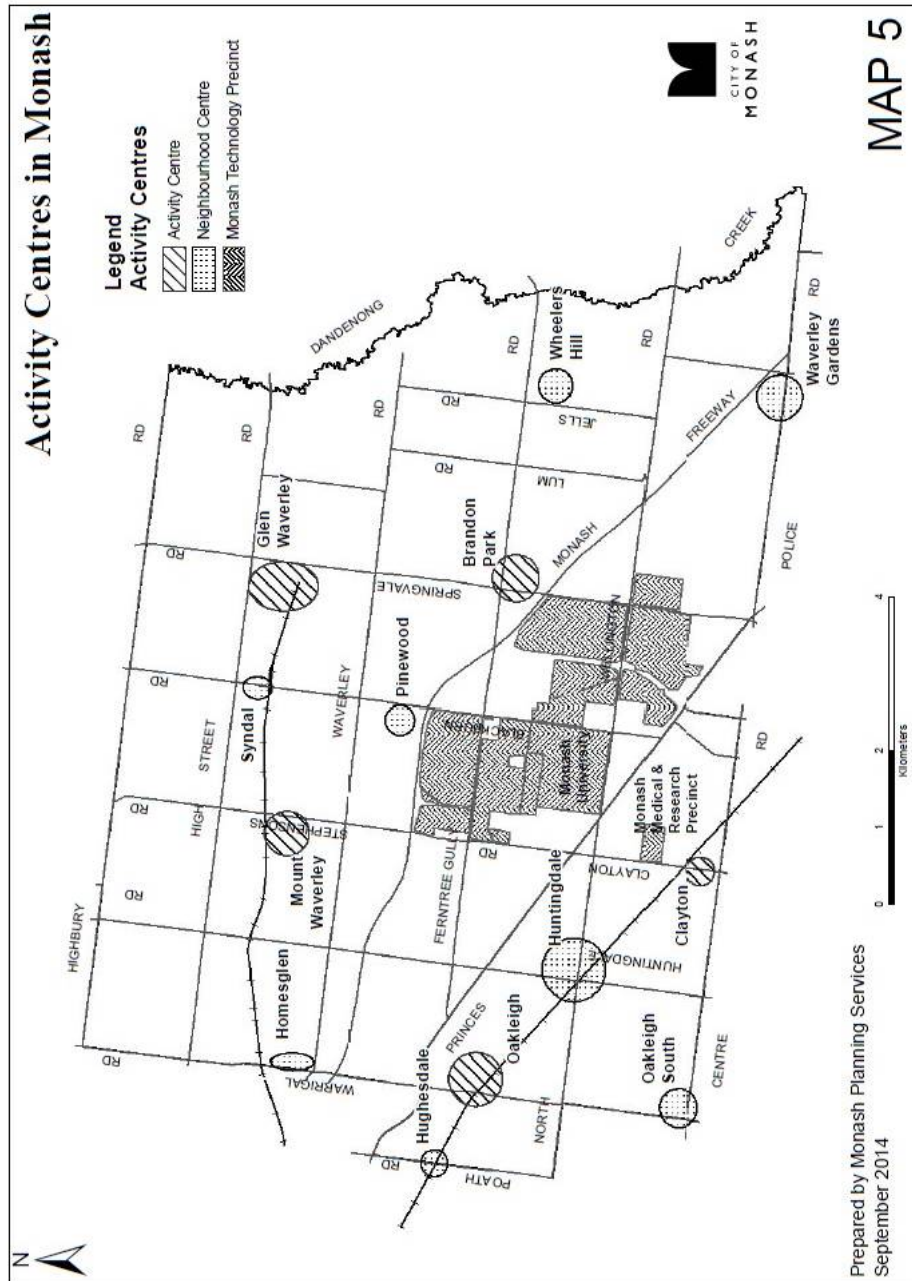 Activity Centres in Monash
N
Legend
Activity Centres
Activity Centre
Neighbourhood Centre
Monash Technology Precinct
HIGHBURY
RD
RD
RD
RD
RD
RD
HIGH
STREET
RD
Syndal
Glen
Waverley
DANDENONG
Homesglen
Mount
Waverley
STEPHENSONS
WAVERLEY
RD
WARRIGAL
Pinewood
SPRINGVALE
RD
RD
Brandon
Park
LUM
JELLS
RD
Wheelers
Hill
FERNTREE GULLY
RD
BLACKBURN
MONASH
FREEWAY
CREEK
RD
Hughesdale
PRINCES
Oakleigh
RD
POATH
NORTH
Huntingdale
HUNTINGDALE
Monash
University
WELLINGTON
RD
Monash
Medical &
Research
Precinct
CLAYTON
Clayton
Oakleigh
South
CENTRE
RD
POLICE
RD
Waverley
Gardens
0 1 2 4
Kilometers
Prepared by Monash Planning Services
September 2014
CITY OF
MONASH
MAP 5